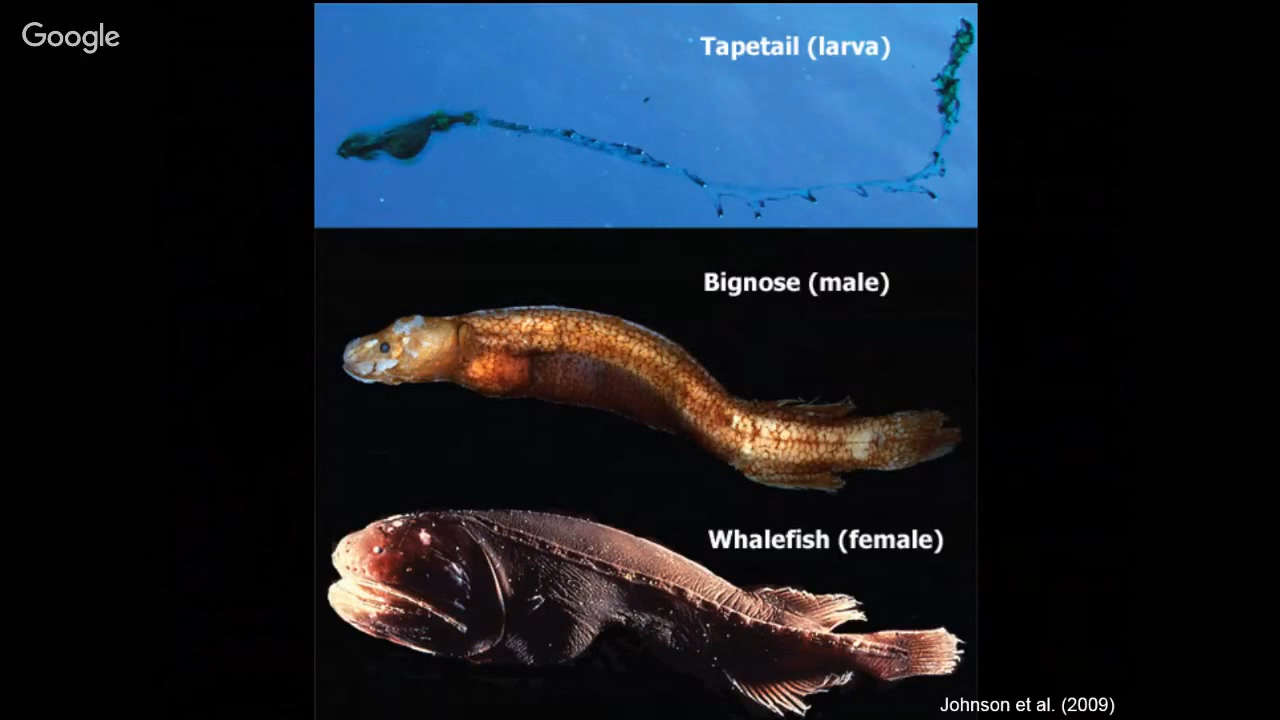 Google
Tapetail (larva)
Bignose (male)
Whalefish (female)
Johnson et al. (2009)